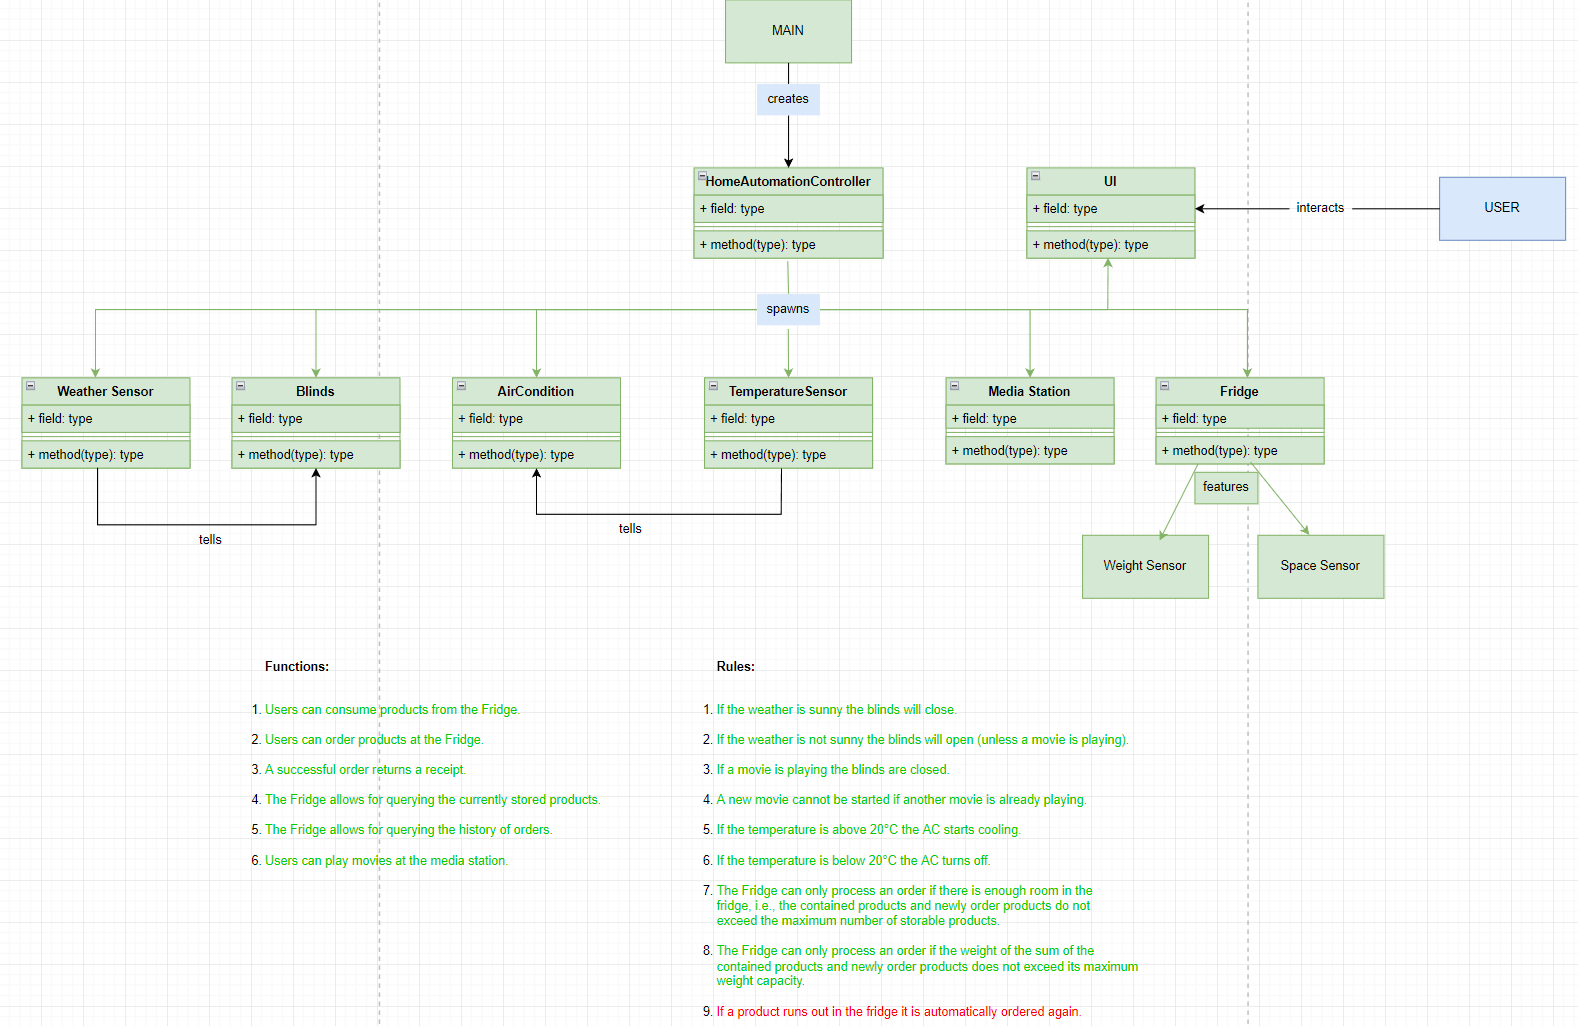 MAIN
creates
HomeAutomationController
+ field: type
+ method(type): type
UI
+ field: type
+ method(type): type
interacts
USER
spawns
Weather Sensor
+ field: type
+ method(type): type
Blinds
+ field: type
+ method(type): type
AirCondition
+ field: type
+ method(type): type
TemperatureSensor
+ field: type
+ method(type): type
Media Station
+ field: type
+ method(type): type
Fridge
+ field: type
+ method(type): type
tells
tells
features
Weight Sensor
Space Sensor
Functions:
1. Users can consume products from the Fridge.
2. Users can order products at the Fridge.
3. A successful order returns a receipt.
4. The Fridge allows for querying the currently stored products.
5. The Fridge allows for querying the history of orders.
6. Users can play movies at the media station.
Rules:
1. If the weather is sunny the blinds will close.
2. If the weather is not sunny the blinds will open (unless a movie is playing).
3. If a movie is playing the blinds are closed.
4. A new movie cannot be started if another movie is already playing.
5. If the temperature is above 20°C the AC starts cooling.
6. If the temperature is below 20°C the AC turns off.
7. The Fridge can only process an order if there is enough room in the
fridge, i.e., the contained products and newly order products do not
exceed the maximum number of storable products.
8. The Fridge can only process an order if the weight of the sum of the
contained products and newly order products does not exceed its maximum
weight capacity.
9. If a product runs out in the fridge it is automatically ordered again.